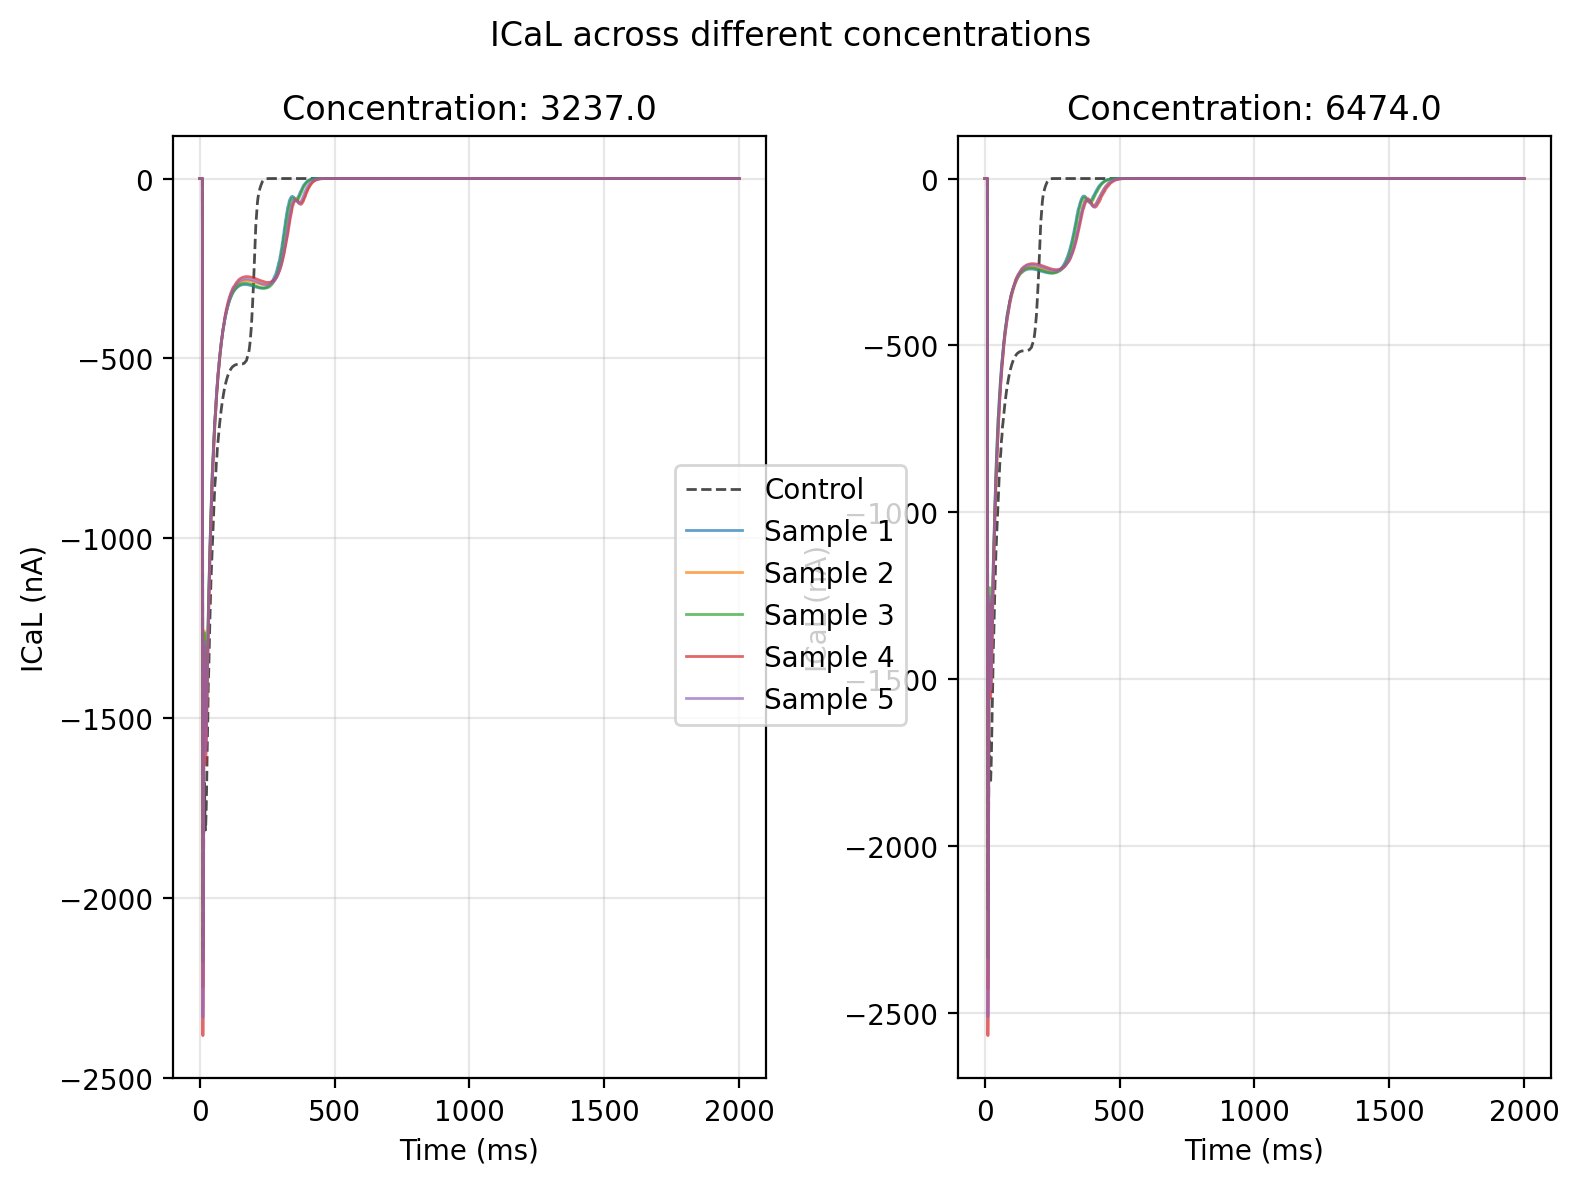 ICaL across different concentrations
Concentration: 3237.0
ICaL (nA)
0
−500
−1000
−1500
−2000
−2500
0
500
1000
1500
2000
Time (ms)
Concentration: 6474.0
ICaL (nA)
0
−500
−1000
−1500
−2000
−2500
0
500
1000
1500
2000
Time (ms)
Control
Sample 1
Sample 2
Sample 3
Sample 4
Sample 5